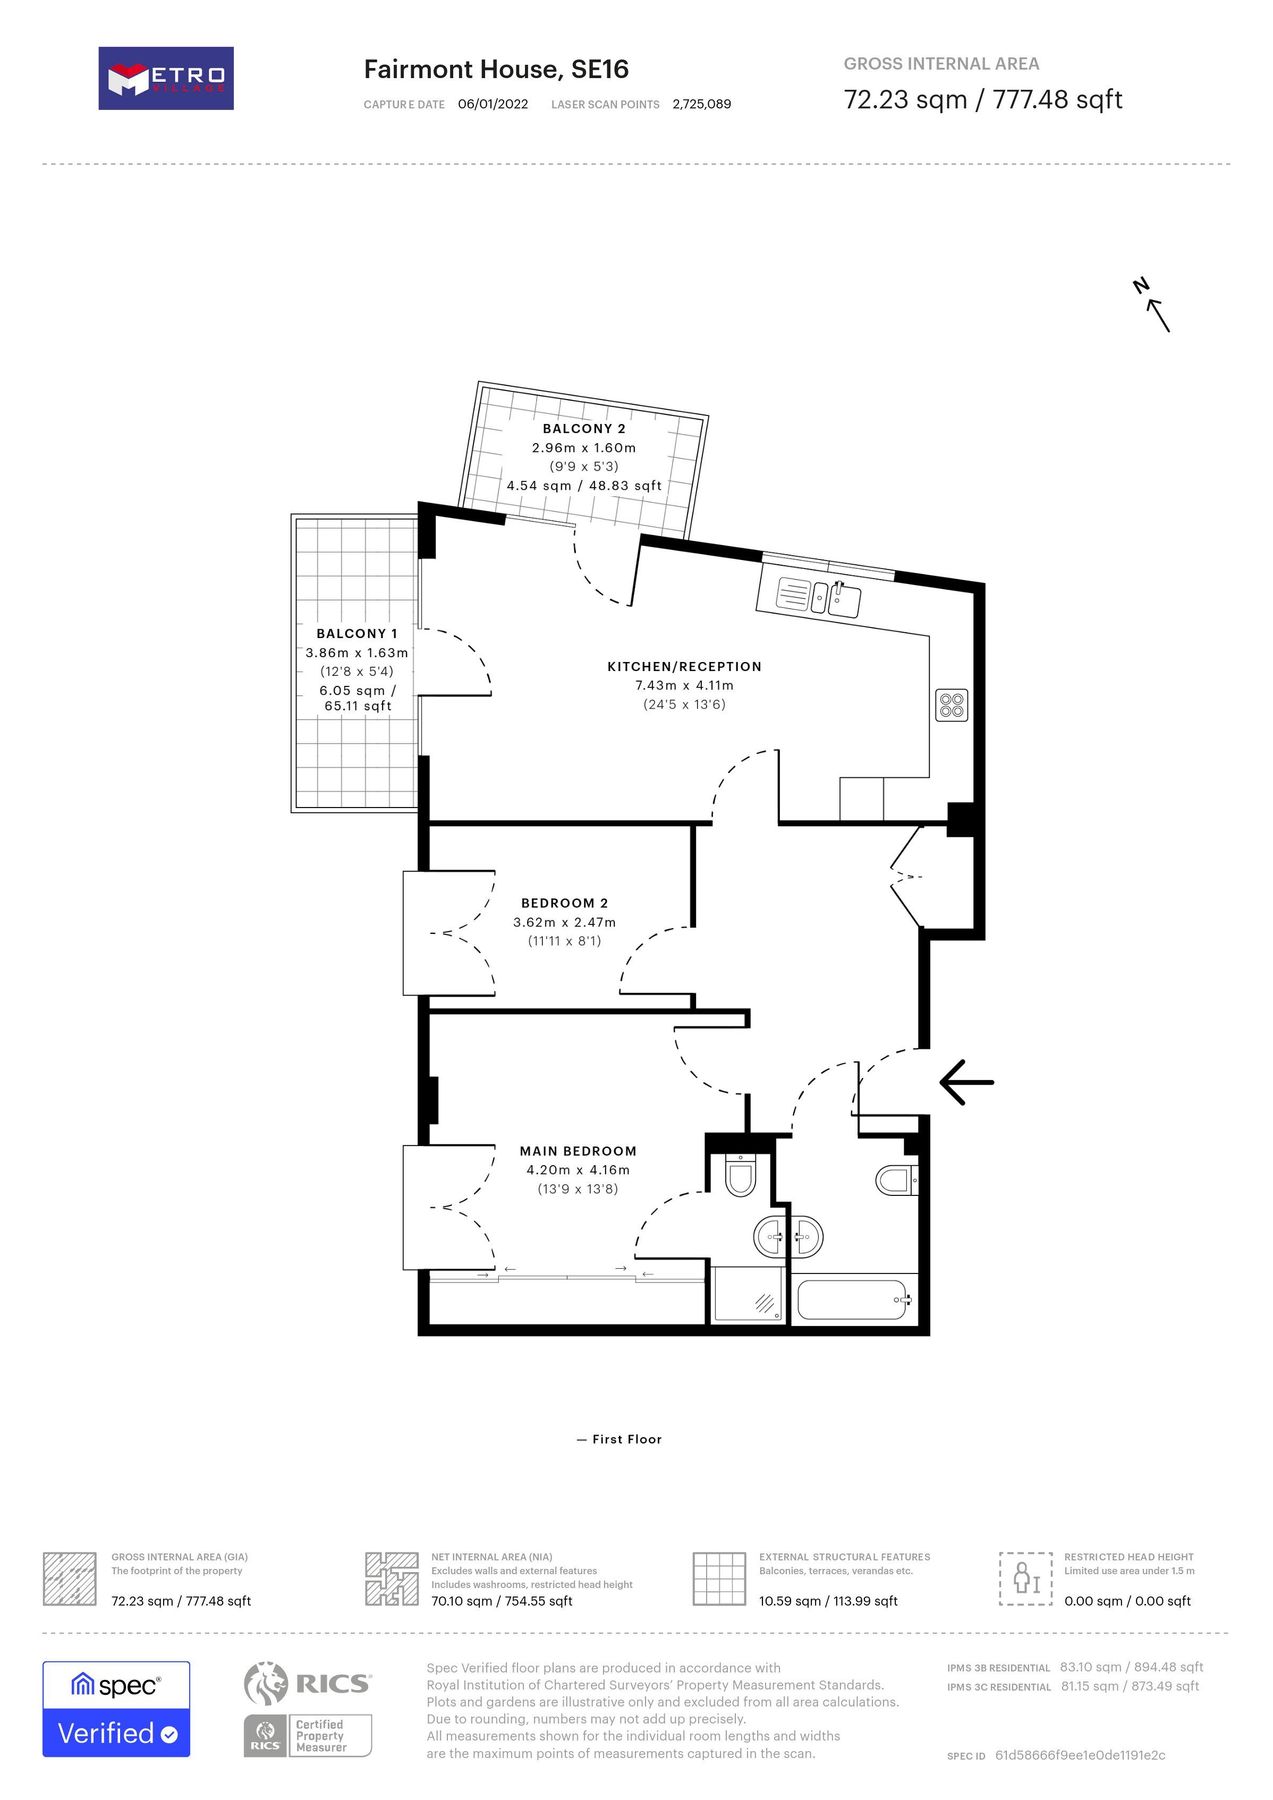 METRO
VILLAGE
Fairmont House, SE16
CAPTURE DATE 06/01/2022 LASER SCAN POINTS 2,725,089
GROSS INTERNAL AREA
72.23 sqm / 777.48 sqft
N
BALCONY 2
2.96m x 1.60m
(9'9 x 5'3)
4.54 sqm / 48.83 sqft
BALCONY 1
3.86m x 1.63m
(12'8 x 5'4)
6.05 sqm /
65.11 sqft
KITCHEN/RECEPTION
7.43m x 4.11m
(24'5 x 13'6)
BEDROOM 2
3.62m x 2.47m
(11'11 x 8'1)
MAIN BEDROOM
4.20m x 4.16m
(13'9 x 13'8)
— First Floor
GROSS INTERNAL AREA (GIA)
The footprint of the property
72.23 sqm / 777.48 sqft
NET INTERNAL AREA (NIA)
Excludes walls and external features
Includes washrooms, restricted head height
70.10 sqm / 754.55 sqft
EXTERNAL STRUCTURAL FEATURES
Balconies, terraces, verandas etc.
10.59 sqm / 113.99 sqft
RESTRICTED HEAD HEIGHT
Limited use area under 1.5 m
0.00 sqm / 0.00 sqft
spec®
Verified
RICS
RICS
Certified
Property
Measurer
Spec Verified floor plans are produced in accordance with
Royal Institution of Chartered Surveyors' Property Measurement Standards.
Plots and gardens are illustrative only and excluded from all area calculations.
Due to rounding, numbers may not add up precisely.
All measurements shown for the individual room lengths and widths
are the maximum points of measurements captured in the scan.
IPMS 3B RESIDENTIAL 83.10 sqm / 894.48 sqft
IPMS 3C RESIDENTIAL 81.15 sqm / 873.49 sqft
SPEC ID 61d58666f9ee1e0de1191e2c